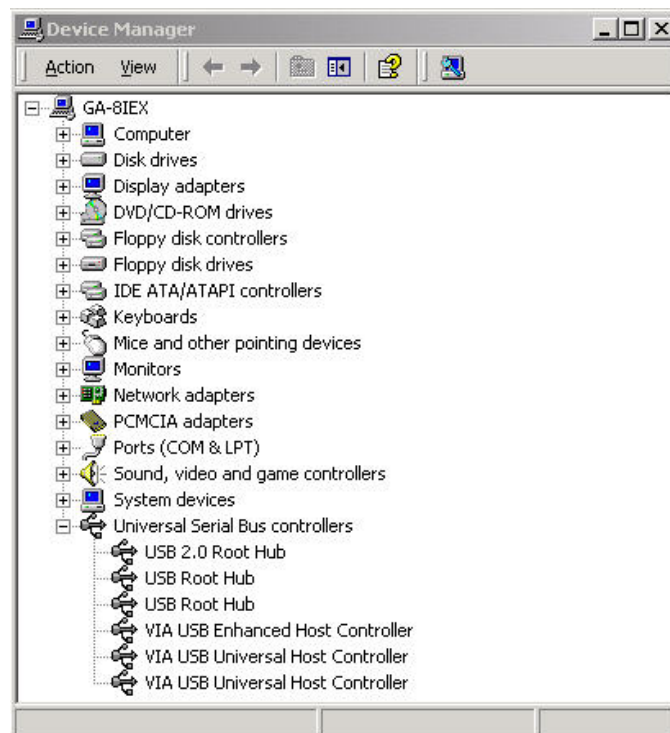 Device Manager
Action View
GA-8IEX
Computer
Disk drives
Display adapters
DVD/CD-ROM drives
Floppy disk controllers
Floppy disk drives
IDE ATA/ATAPI controllers
Keyboards
Mice and other pointing devices
Monitors
Network adapters
PCMCIA adapters
Ports (COM & LPT)
Sound, video and game controllers
System devices
Universal Serial Bus controllers
USB 2.0 Root Hub
USB Root Hub
USB Root Hub
VIA USB Enhanced Host Controller
VIA USB Universal Host Controller
VIA USB Universal Host Controller